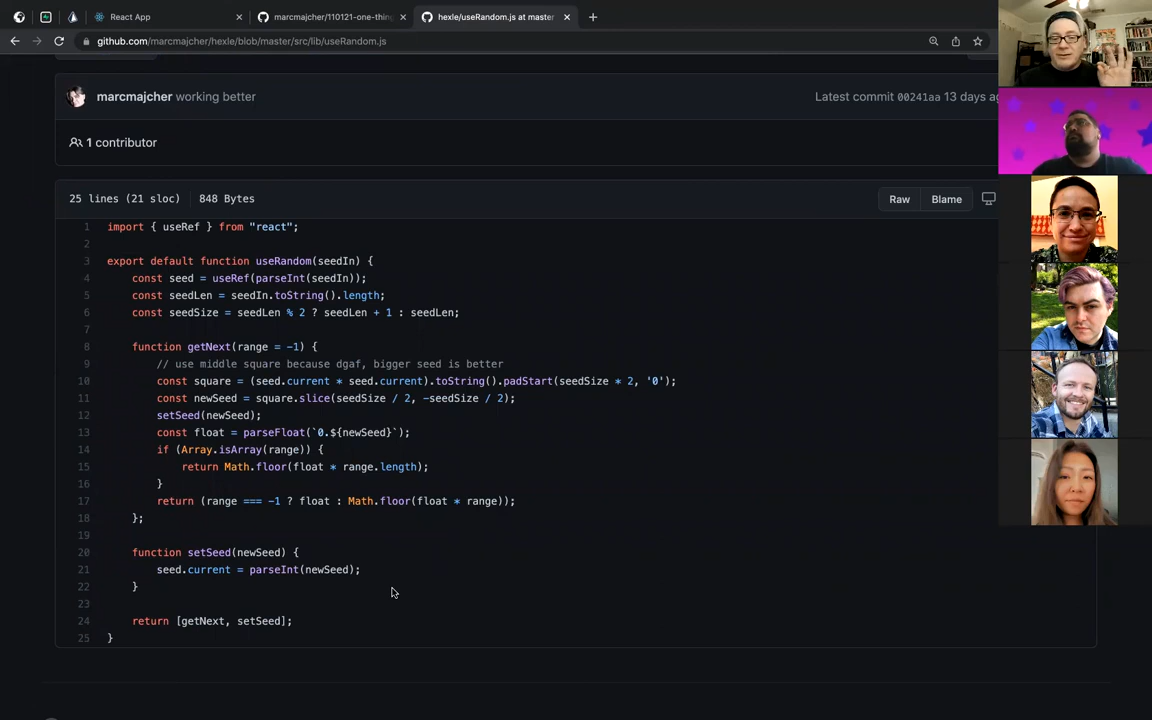 React App
marcmajcher/110121-one-thing
hexle/useRandom.js at master
github.com/marcmajcher/hexle/blob/master/src/lib/useRandom.js
marcmajcher working better
Latest commit 00241aa 13 days ag
1 contributor
25 lines (21 sloc) 848 Bytes
Raw Blame
1 import { useRef } from "react";
2
3 export default function useRandom(seedIn) {
4 const seed = useRef(parseInt(seedIn));
5 const seedLen = seedIn.toString().length;
6 const seedSize = seedLen % 2 ? seedLen + 1 : seedLen;
7
8 function getNext(range = -1) {
9 // use middle square because dgaf, bigger seed is better
10 const square = (seed.current * seed.current).toString().padStart(seedSize * 2, '0');
11 const newSeed = square.slice(seedSize / 2, -seedSize / 2);
12 setSeed(newSeed);
13 const float = parseFloat(`0.${newSeed}`);
14 if (Array.isArray(range)) {
15 return Math.floor(float * range.length);
16 }
17 return (range === -1 ? float : Math.floor(float * range));
18 };
19
20 function setSeed(newSeed) {
21 seed.current = parseInt(newSeed);
22 }
23
24 return [getNext, setSeed];
25 }